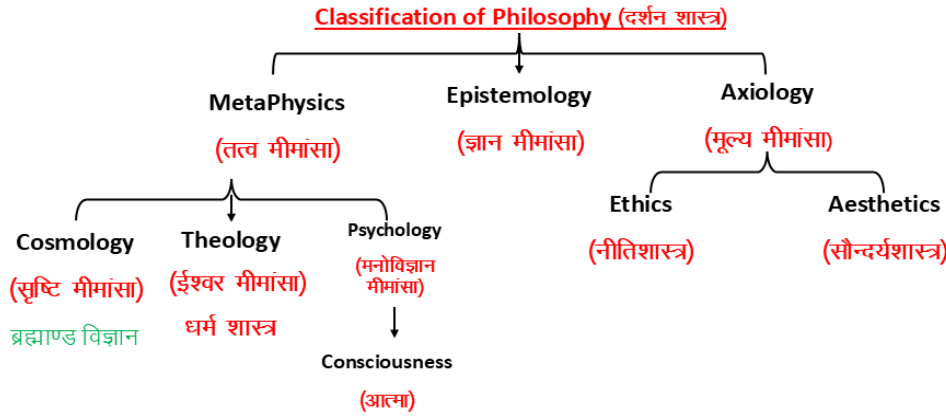 Classification of Philosophy (दर्शन शास्त्र)
MetaPhysics
(तत्व मीमांसा)
Epistemology
(ज्ञान मीमांसा)
Axiology
(मूल्य मीमांसा)
Cosmology
(सृष्टि मीमांसा)
ब्रह्माण्ड विज्ञान
Theology
(ईश्वर मीमांसा)
धर्म शास्त्र
Psychology
(मनोविज्ञान
मीमांसा)
Consciousness
(आत्मा)
Ethics
(नीतिशास्त्र)
Aesthetics
(सौन्दर्यशास्त्र)